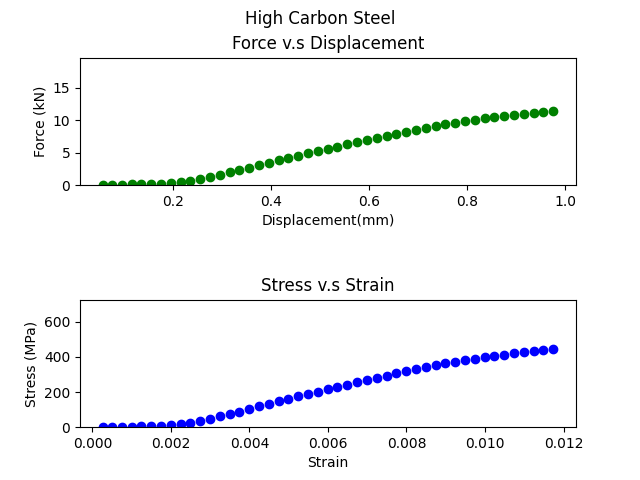 High Carbon Steel
Force v.s Displacement
15
10
5
0
Force (kN)
0.2 0.4 0.6 0.8 1.0
Displacement(mm)
Stress v.s Strain
600
400
200
0
Stress (MPa)
0.000 0.002 0.004 0.006 0.008 0.010 0.012
Strain